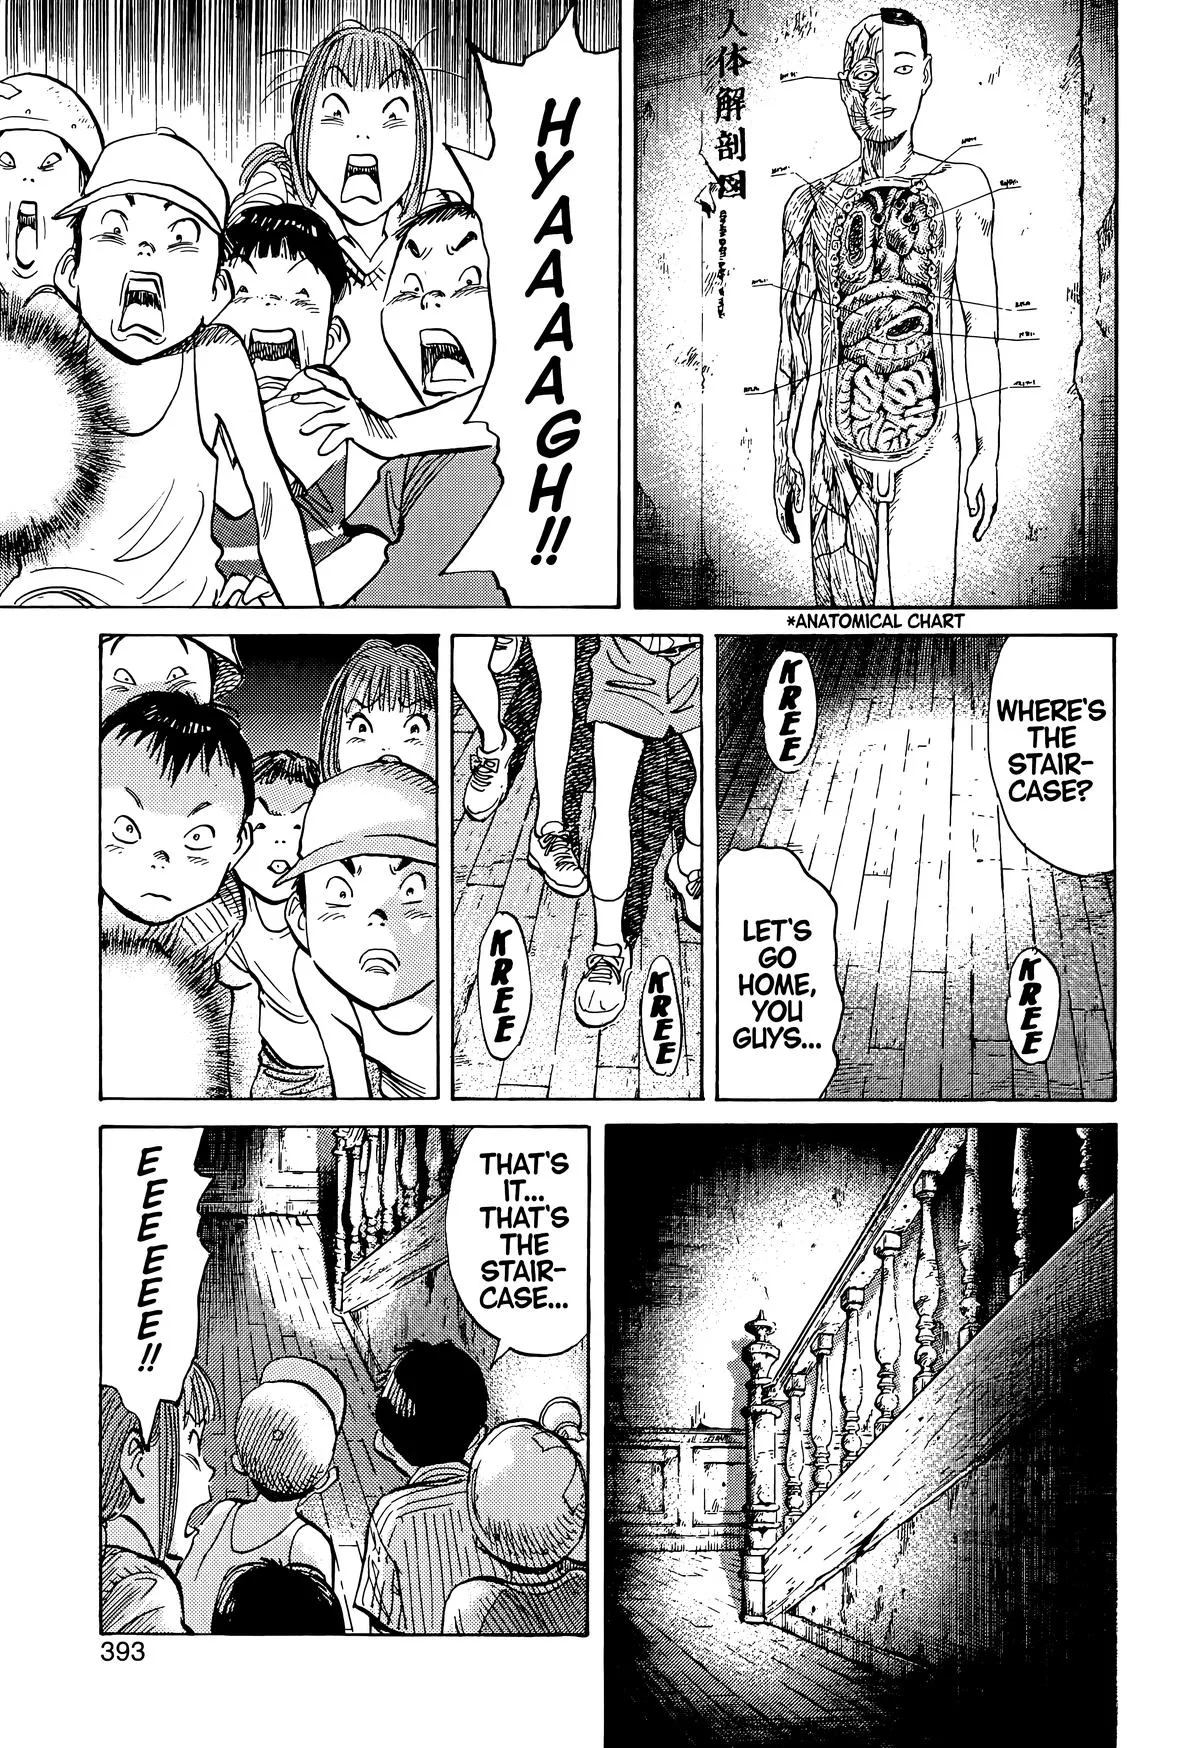 人体解剖図
HYAAAAGH!!
*ANATOMICAL CHART
WHERE'S
THE
STAIR-
CASE?
KREE
KREE
LET'S
GO
HOME,
YOU
GUYS...
KREE
KREE
THAT'S
IT...
THAT'S
THE
STAIR-
CASE...
EEEEEEE!!
393